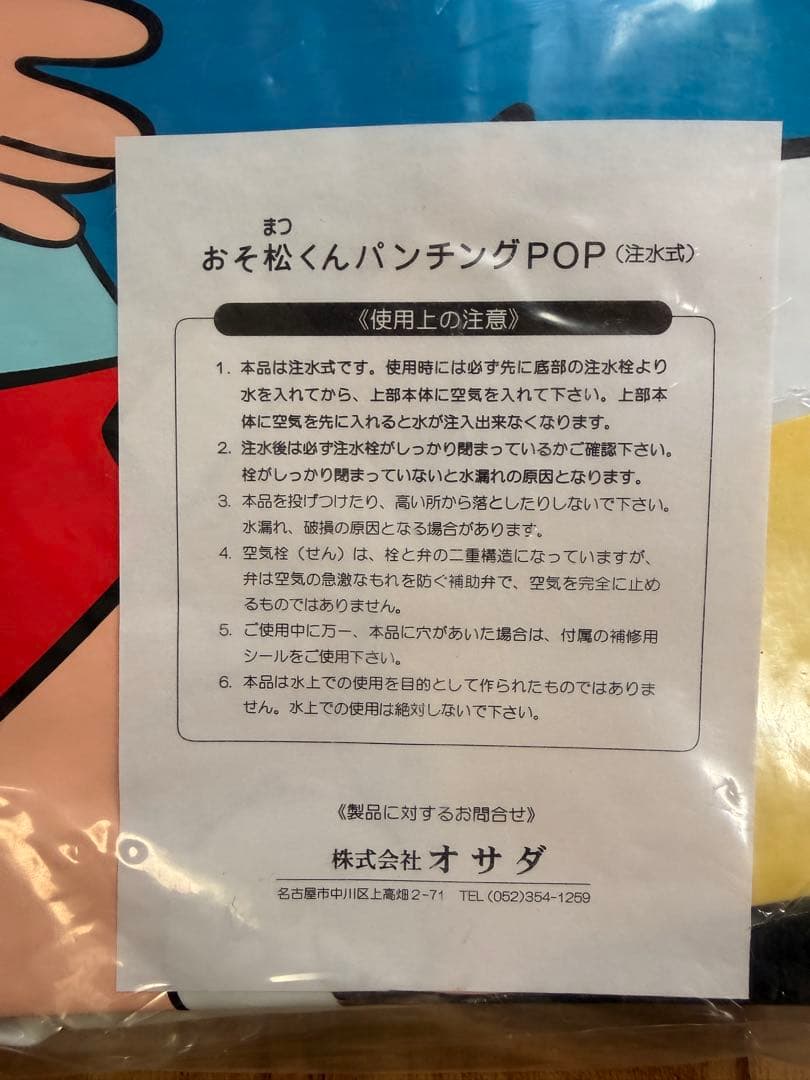 まつ
おそ松くんパンチングPOP(注水式)
《使用上の注意》
1. 本品は注水式です。使用時には必ず先に底部の注水栓より
水を入れてから、上部本体に空気を入れて下さい。上部本
体に空気を先に入れると水が注入出来なくなります。
2. 注水後は必ず注水栓がしっかり閉まっているかご確認下さい。
栓がしっかり閉まっていないと水漏れの原因となります。
3. 本品を投げつけたり、高い所から落としたりしないで下さい。
水漏れ、破損の原因となる場合があります。
4. 空気栓(せん)は、栓と弁の二重構造になっていますが、
弁は空気の急激なもれを防ぐ補助弁で、空気を完全に止め
るものではありません。
5. ご使用中に万一、本品に穴があいた場合は、付属の補修用
シールをご使用下さい。
6. 本品は水上での使用を目的として作られたものではありま
せん。水上での使用は絶対しないで下さい。
《製品に対するお問合せ》
株式会社オサダ
名古屋市中川区上高畑2-71 TEL(052)354-1259